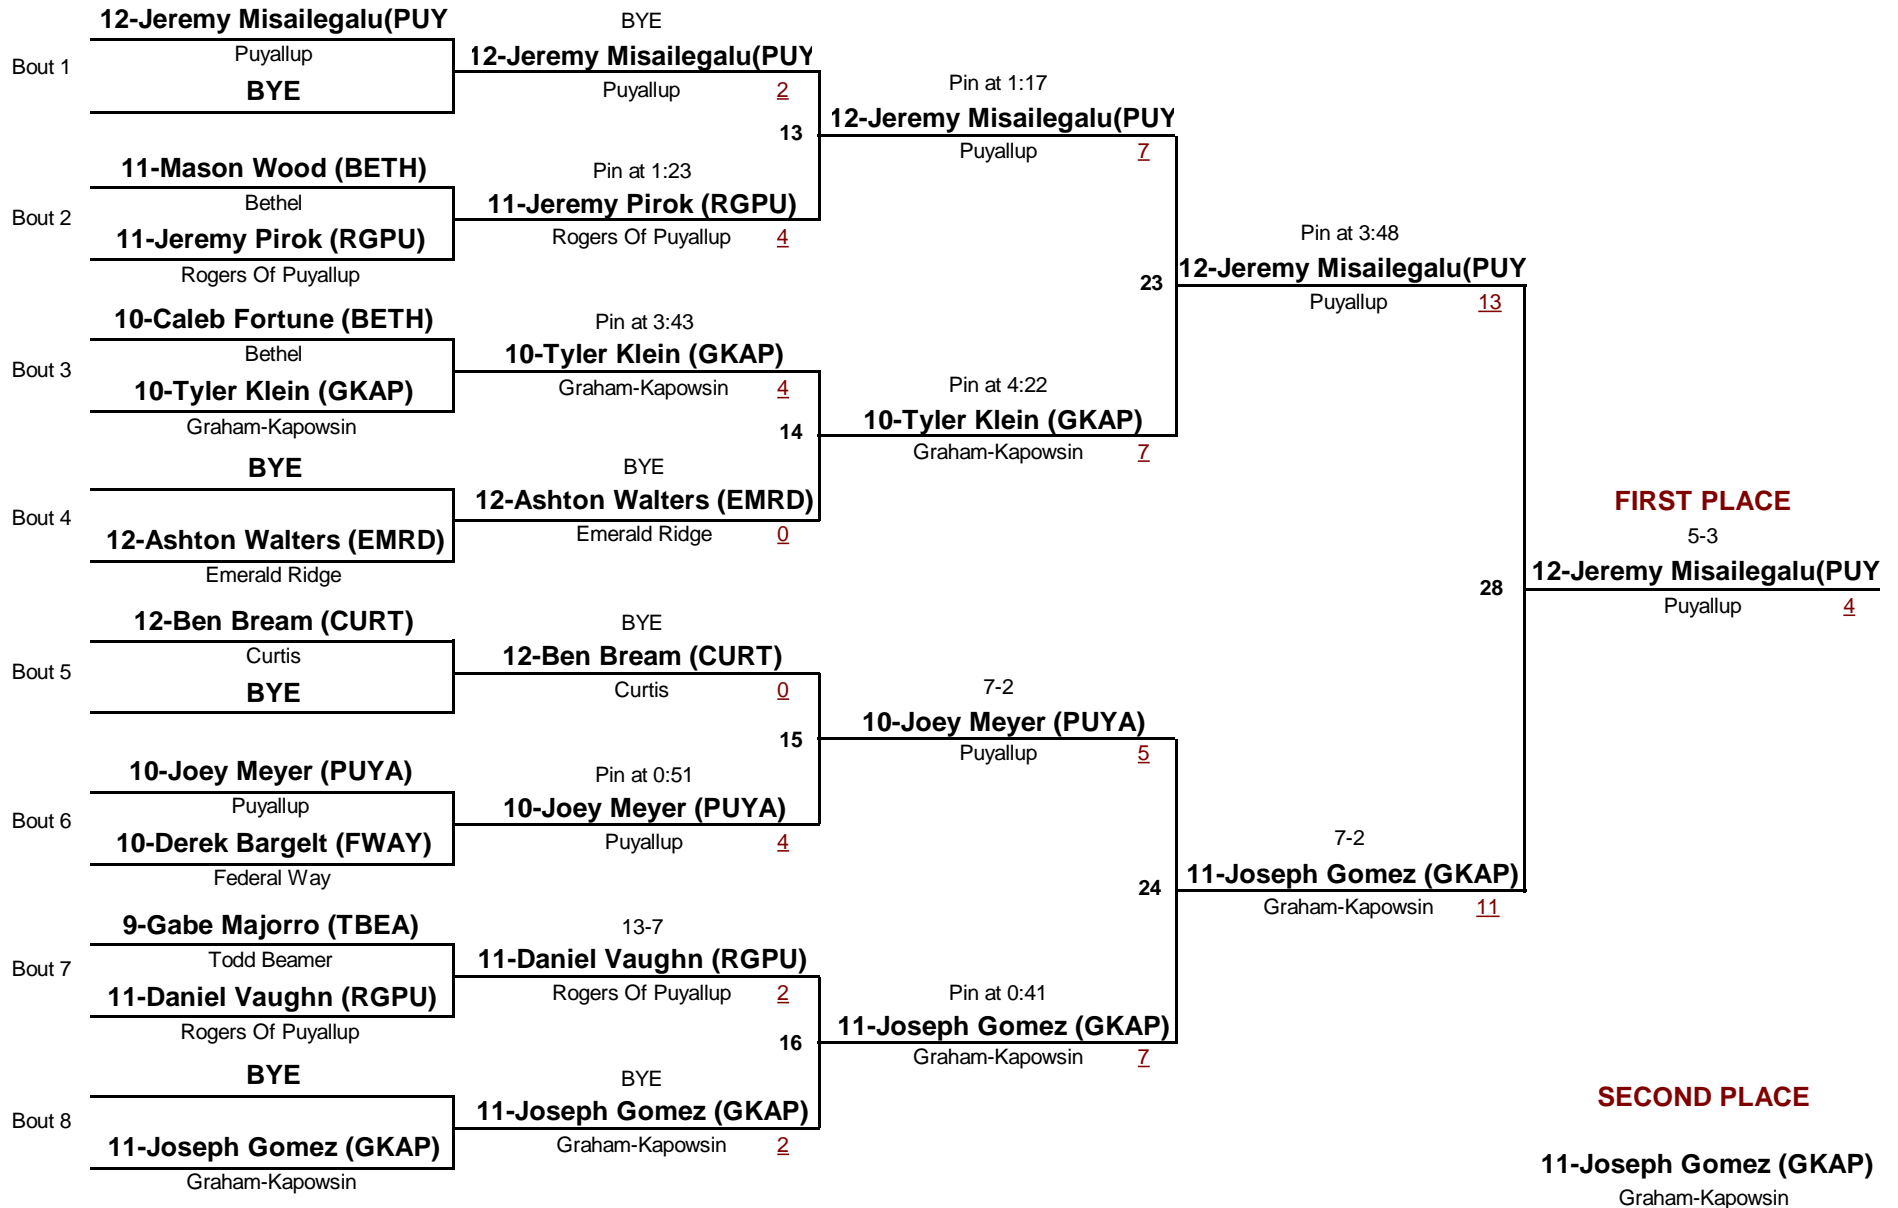 12-Jeremy Misailegalu(PUY
Bout 1
Puyallup
BYE
11-Mason Wood (BETH)
Bout 2
Bethel
11-Jeremy Pirok (RGPU)
Rogers Of Puyallup
10-Caleb Fortune (BETH)
Bout 3
Bethel
10-Tyler Klein (GKAP)
Graham-Kapowsin
BYE
Bout 4
12-Ashton Walters (EMRD)
Emerald Ridge
12-Ben Bream (CURT)
Bout 5
Curtis
BYE
10-Joey Meyer (PUYA)
Bout 6
Puyallup
10-Derek Bargelt (FWAY)
Federal Way
9-Gabe Majorro (TBEA)
Bout 7
Todd Beamer
11-Daniel Vaughn (RGPU)
Rogers Of Puyallup
BYE
Bout 8
11-Joseph Gomez (GKAP)
Graham-Kapowsin
BYE
12-Jeremy Misailegalu(PUY
Puyallup 2
13
Pin at 1:23
11-Jeremy Pirok (RGPU)
Rogers Of Puyallup 4
Pin at 3:43
10-Tyler Klein (GKAP)
Graham-Kapowsin 4
14
BYE
12-Ashton Walters (EMRD)
Emerald Ridge 0
BYE
12-Ben Bream (CURT)
Curtis 0
15
Pin at 0:51
10-Joey Meyer (PUYA)
Puyallup 4
13-7
11-Daniel Vaughn (RGPU)
Rogers Of Puyallup 2
16
BYE
11-Joseph Gomez (GKAP)
Graham-Kapowsin 2
Pin at 1:17
12-Jeremy Misailegalu(PUY
Puyallup 7
23
Pin at 4:22
10-Tyler Klein (GKAP)
Graham-Kapowsin 7
7-2
10-Joey Meyer (PUYA)
Puyallup 5
24
Pin at 0:41
11-Joseph Gomez (GKAP)
Graham-Kapowsin 7
Pin at 3:48
12-Jeremy Misailegalu(PUY
Puyallup 13
28
7-2
11-Joseph Gomez (GKAP)
Graham-Kapowsin 11
FIRST PLACE
5-3
12-Jeremy Misailegalu(PUY
Puyallup 4
SECOND PLACE
11-Joseph Gomez (GKAP)
Graham-Kapowsin